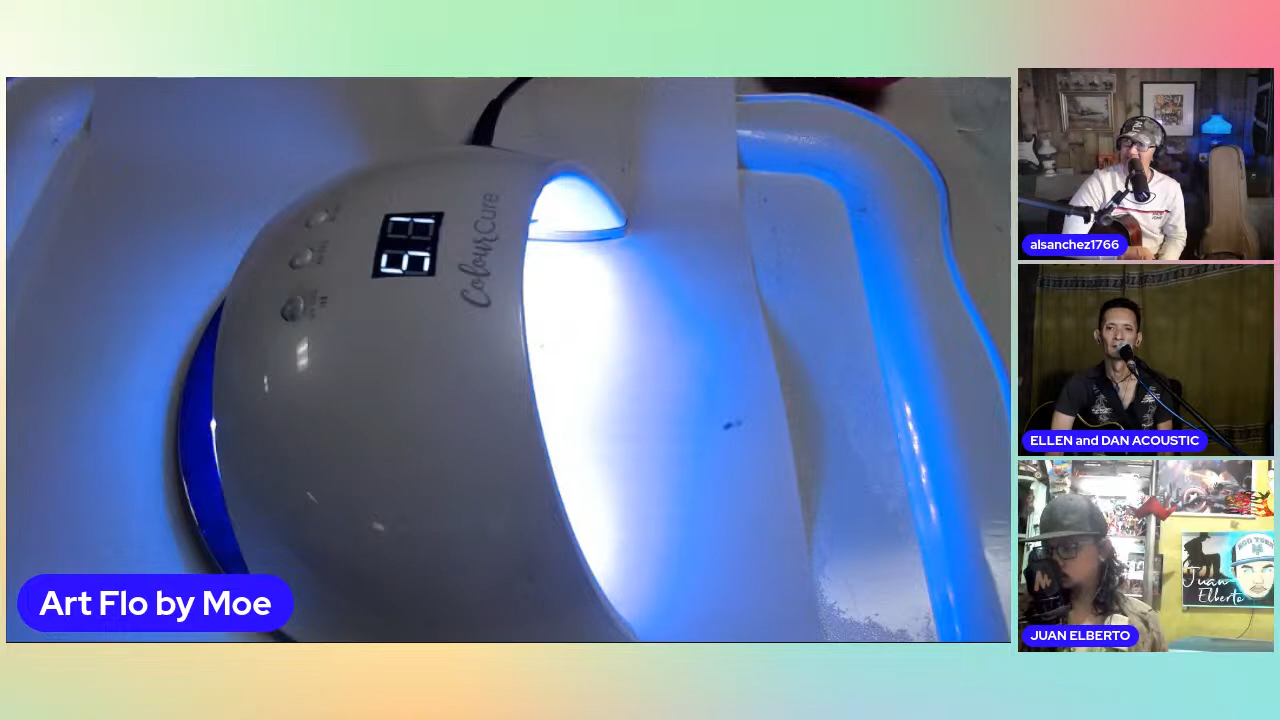 ColourCure
Art Flo by Moe
alsanchez1766
ELLEN and DAN ACOUSTIC
Juan
Elberto
JUAN ELBERTO